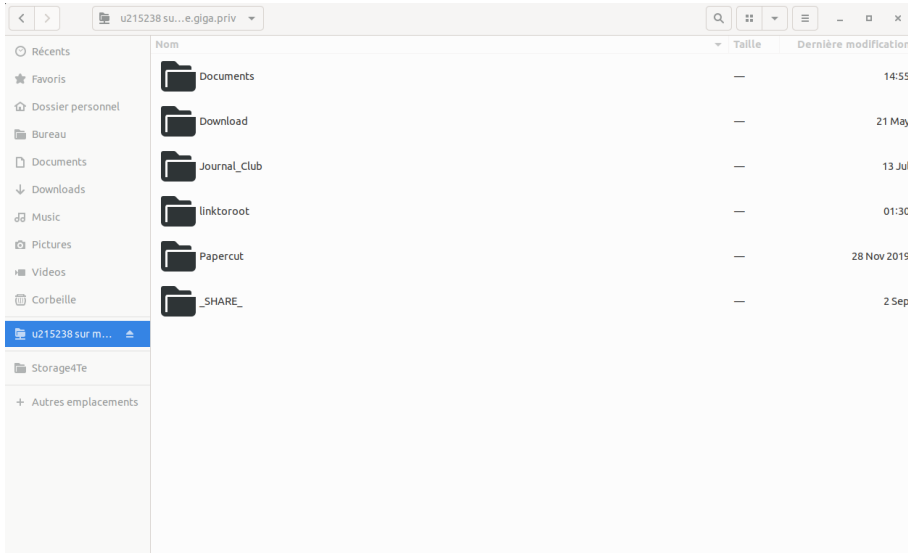 u215238 su...e.giga.priv
Récents
Favoris
Dossier personnel
Bureau
Documents
Downloads
Music
Pictures
Videos
Corbeille
u215238 sur m...
Storage4Te
+ Autres emplacements
Nom Taille Dernière modification
Documents — 14:55
Download — 21 May
Journal_Club — 13 Jul
linktoroot — 01:30
Papercut — 28 Nov 2019
_SHARE_ — 2 Sep